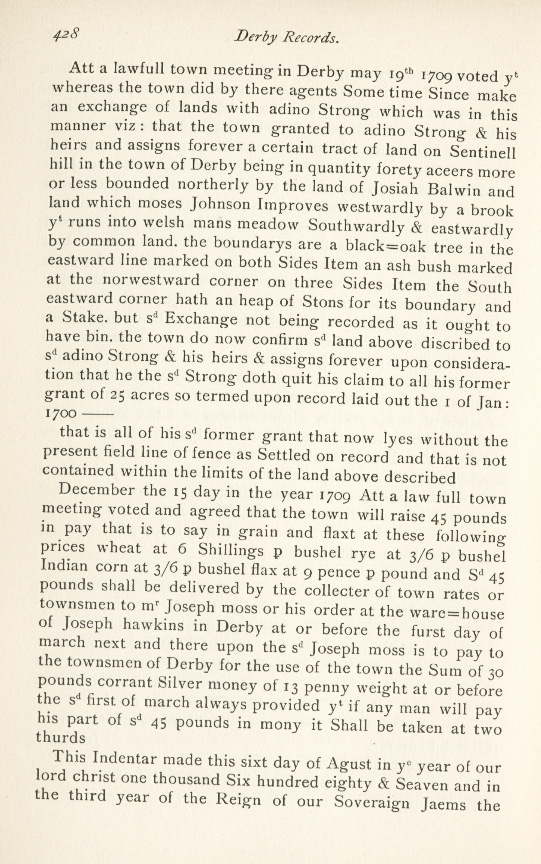 428 Derby Records.
Att a lawfull town meeting in Derby may 19th 1709 voted yt
whereas the town did by there agents Some time Since make
an exchange of lands with adino Strong which was in this
manner viz : that the town granted to adino Strong & his
heirs and assigns forever a certain tract of land on Sentinell
hill in the town of Derby being in quantity forety aceers more
or less bounded northerly by the land of Josiah Balwin and
land which moses Johnson Improves westwardly by a brook
yt runs into welsh mans meadow Southwardly & eastwardly
by common land. the boundarys are a black=oak tree in the
eastward line marked on both Sides Item an ash bush marked
at the norwestward corner on three Sides Item the South
eastward corner hath an heap of Stons for its boundary and
a Stake. but sd Exchange not being recorded as it ought to
have bin. the town do now confirm sd land above discribed to
sd adino Strong & his heirs & assigns forever upon considera-
tion that he the sd Strong doth quit his claim to all his former
grant of 25 acres so termed upon record laid out the 1 of Jan :
1700 ——
that is all of his sd former grant that now lyes without the
present field line of fence as Settled on record and that is not
contained within the limits of the land above described
December the 15 day in the year 1709 Att a law full town
meeting voted and agreed that the town will raise 45 pounds
in pay that is to say in grain and flaxt at these following
prices wheat at 6 Shillings p bushel rye at 3/6 p bushel
Indian corn at 3/6 p bushel flax at 9 pence p pound and Sd 45
pounds shall be delivered by the collecter of town rates or
townsmen to mr Joseph moss or his order at the ware=house
of Joseph hawkins in Derby at or before the furst day of
march next and there upon the sd Joseph moss is to pay to
the townsmen of Derby for the use of the town the Sum of 30
pounds corrant Silver money of 13 penny weight at or before
the sd first of march always provided yt if any man will pay
his part of sd 45 pounds in mony it Shall be taken at two
thurds
This Indentar made this sixt day of Agust in ye year of our
lord christ one thousand Six hundred eighty & Seaven and in
the third year of the Reign of our Soveraign Jaems the